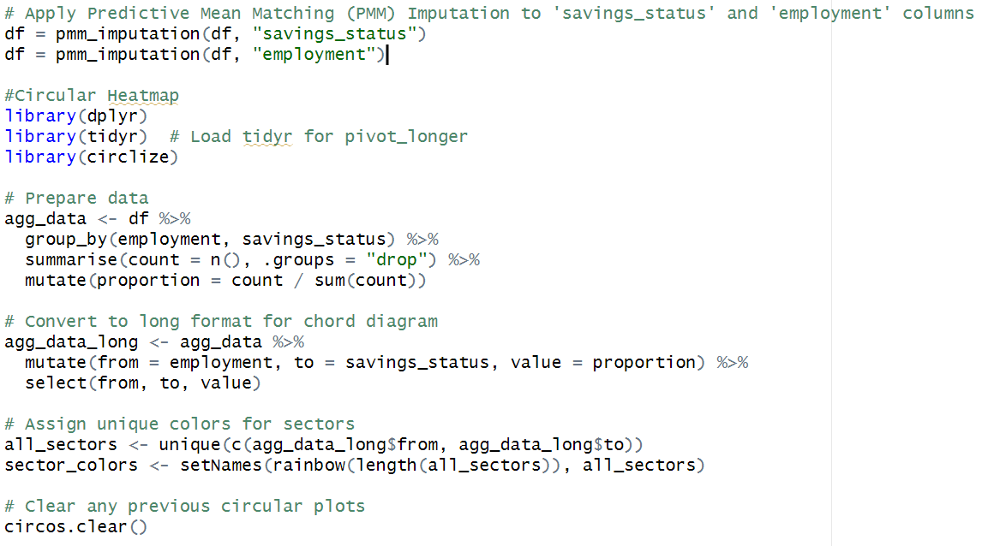 # Apply Predictive Mean Matching (PMM) Imputation to 'savings_status' and 'employment' columns
df = pmm_imputation(df, "savings_status")
df = pmm_imputation(df, "employment")
#Circular Heatmap
library(dplyr)
library(tidyr)  # Load tidyr for pivot_longer
library(circlize)
# Prepare data
agg_data <- df %>%
  group_by(employment, savings_status) %>%
  summarise(count = n(), .groups = "drop") %>%
  mutate(proportion = count / sum(count))
# Convert to long format for chord diagram
agg_data_long <- agg_data %>%
  mutate(from = employment, to = savings_status, value = proportion) %>%
  select(from, to, value)
# Assign unique colors for sectors
all_sectors <- unique(c(agg_data_long$from, agg_data_long$to))
sector_colors <- setNames(rainbow(length(all_sectors)), all_sectors)
# Clear any previous circular plots
circos.clear()